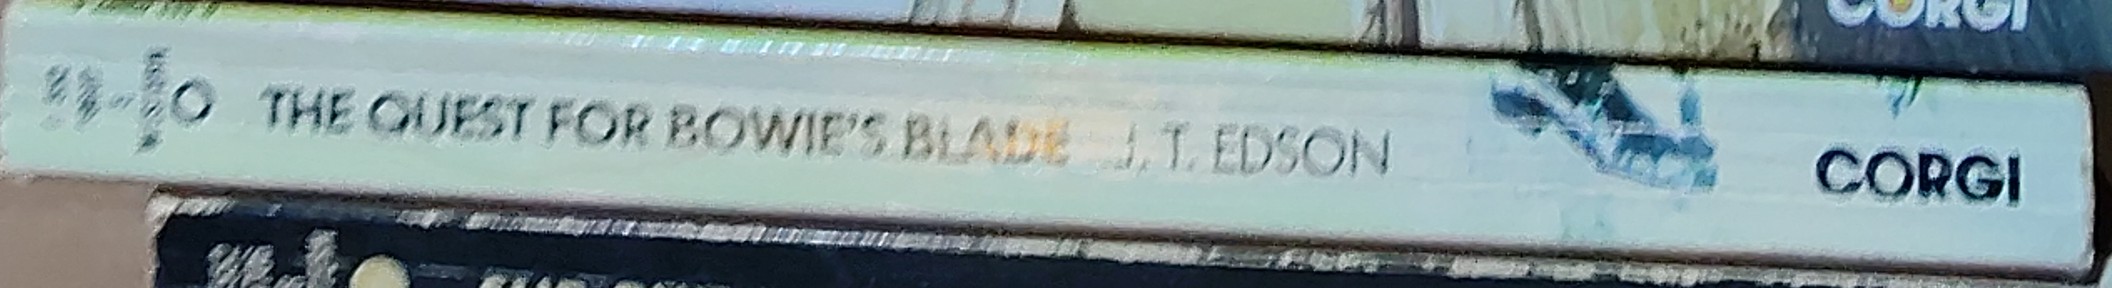 CORGI
THE QUEST FOR BOWIE'S BLADE J. T. EDSON CORGI